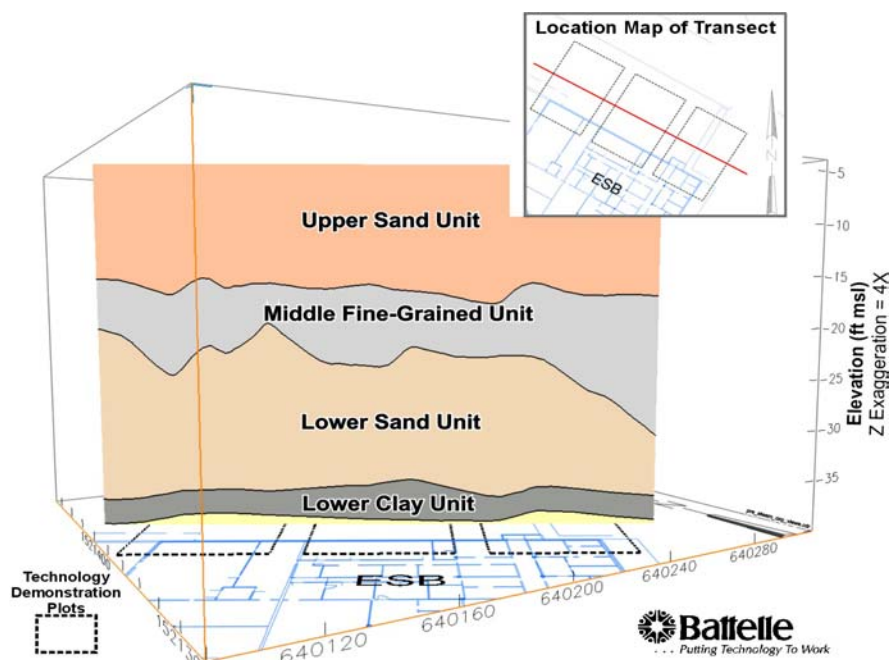 Location Map of Transect
N
ESB
Upper Sand Unit
Middle Fine-Grained Unit
Lower Sand Unit
Lower Clay Unit
-5
-10
-15
-20
-25
-30
35
Elevation (ft msl)
Z Exaggeration = 4X
ESB
640120
640160
640200
640240
640280
Technology
Demonstration
Plots
Battelle
. . . Putting Technology To Work